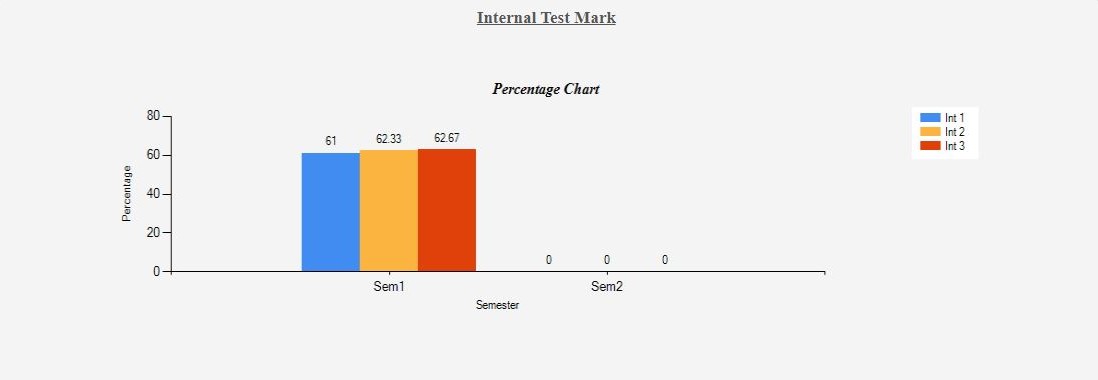 Internal Test Mark
Percentage Chart
80
60
40
20
0
Percentage
61
62.33
62.67
0
0
0
Sem1
Sem2
Semester
Int 1
Int 2
Int 3